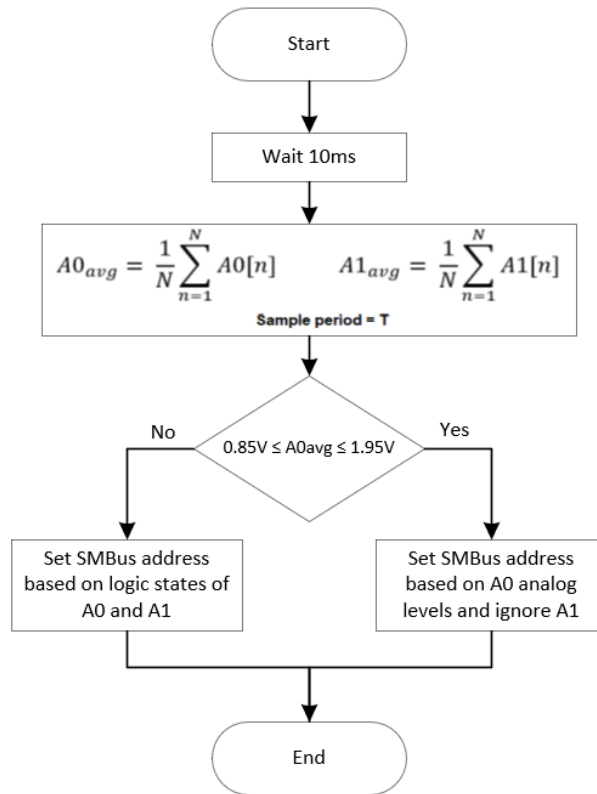 Start
Wait 10ms
A0avg = 1/N ∑_{n=1}^{N} A0[n]    A1avg = 1/N ∑_{n=1}^{N} A1[n]
Sample period = T
0.85V ≤ A0avg ≤ 1.95V
No
Yes
Set SMBus address
based on logic states of
A0 and A1
Set SMBus address
based on A0 analog
levels and ignore A1
End